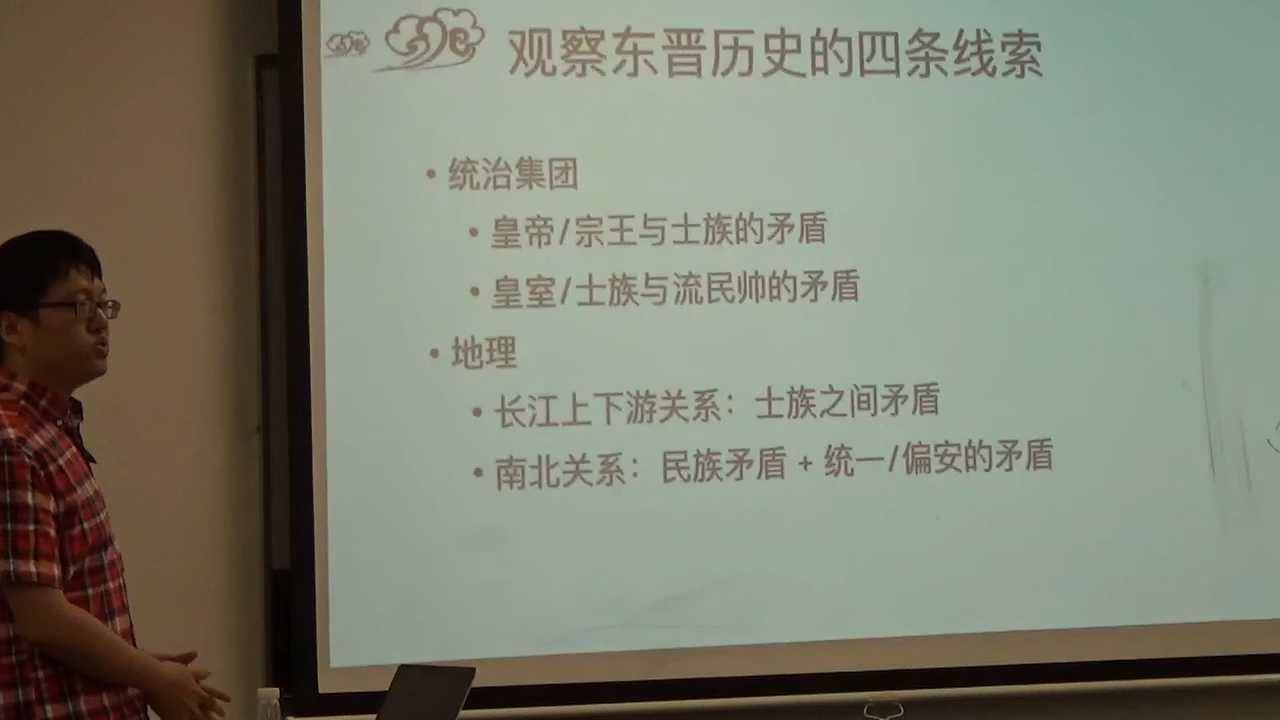 观察东晋历史的四条线索
• 统治集团
• 皇帝/宗王与士族的矛盾
• 皇室/士族与流民帅的矛盾
• 地理
• 长江上下游关系：士族之间矛盾
• 南北关系：民族矛盾 + 统一/偏安的矛盾